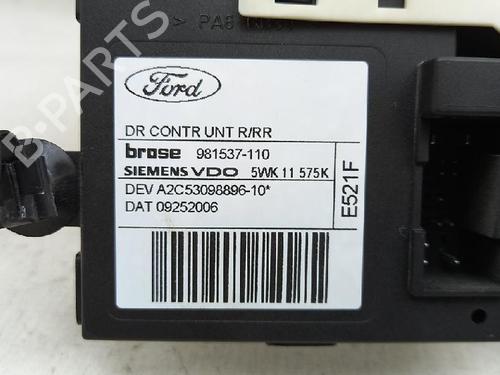 Ford
DR CONTR UNT R/RR
brose 981537-110
SIEMENS VDO 5WK 11 575K
DEV A2C53098896-10*
DAT 09252006
E521F